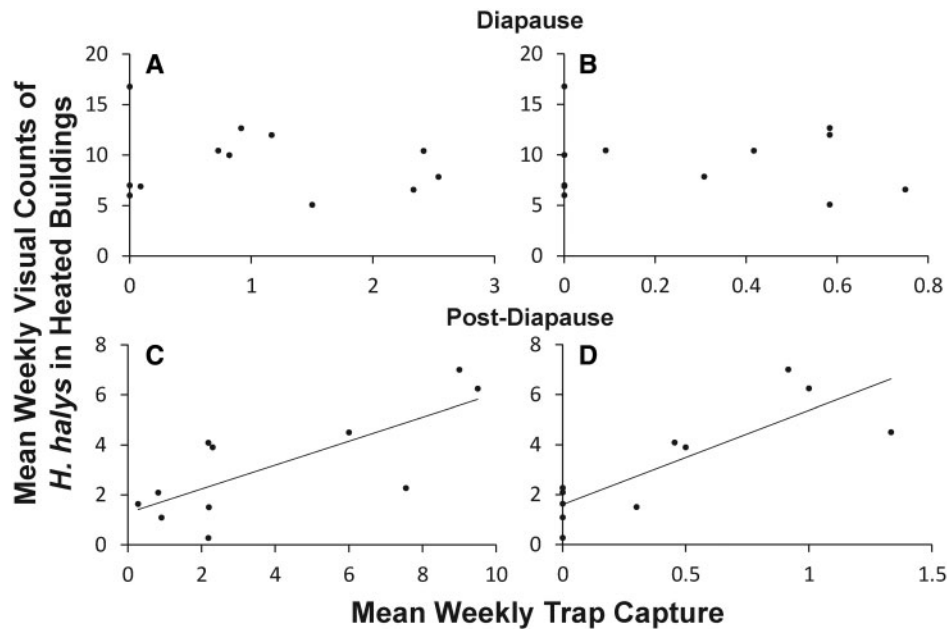 Diapause
Mean Weekly Visual Counts of
H. halys in Heated Buildings
A
20
15
10
5
0
0 1 2 3
B
20
15
10
5
0
0 0.2 0.4 0.6 0.8
Post-Diapause
C
8
6
4
2
0
0 2 4 6 8 10
D
8
6
4
2
0
0 0.5 1 1.5
Mean Weekly Trap Capture